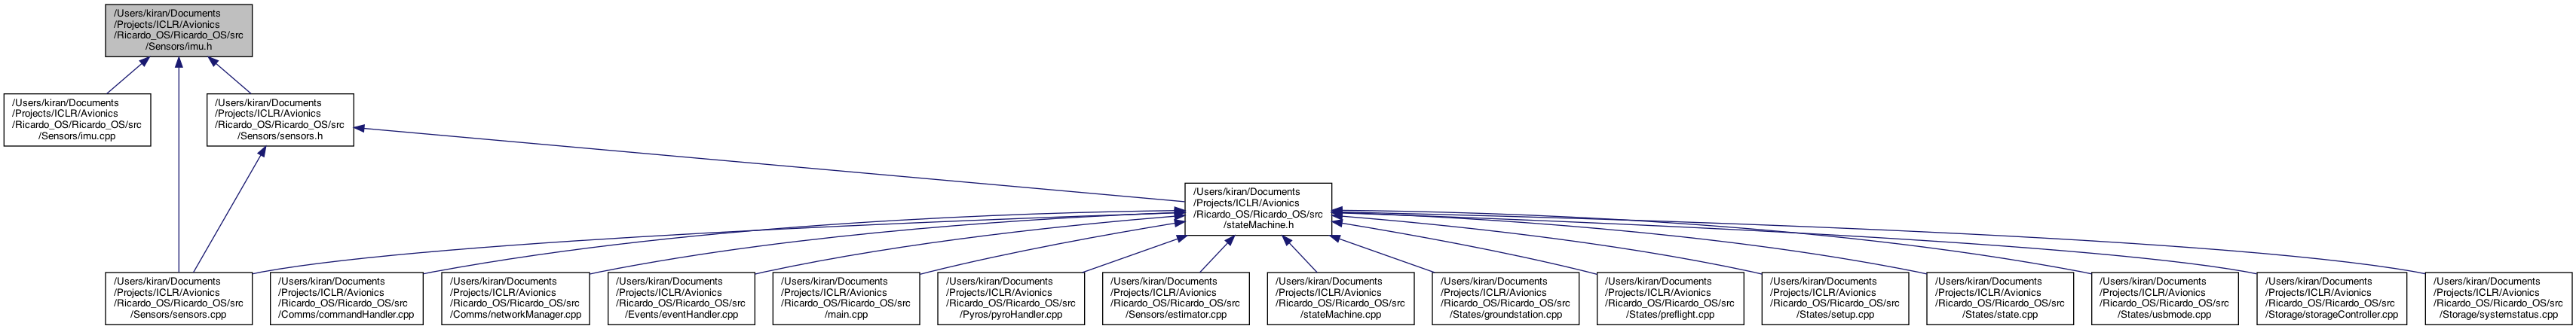 /Users/kiran/Documents
/Projects/ICLR/Avionics
/Ricardo_OS/Ricardo_OS/src
/Sensors/imu.h
/Users/kiran/Documents
/Projects/ICLR/Avionics
/Ricardo_OS/Ricardo_OS/src
/Sensors/imu.cpp
/Users/kiran/Documents
/Projects/ICLR/Avionics
/Ricardo_OS/Ricardo_OS/src
/Sensors/sensors.h
/Users/kiran/Documents
/Projects/ICLR/Avionics
/Ricardo_OS/Ricardo_OS/src
/stateMachine.h
/Users/kiran/Documents
/Projects/ICLR/Avionics
/Ricardo_OS/Ricardo_OS/src
/Sensors/sensors.cpp
/Users/kiran/Documents
/Projects/ICLR/Avionics
/Ricardo_OS/Ricardo_OS/src
/Comms/commandHandler.cpp
/Users/kiran/Documents
/Projects/ICLR/Avionics
/Ricardo_OS/Ricardo_OS/src
/Comms/networkManager.cpp
/Users/kiran/Documents
/Projects/ICLR/Avionics
/Ricardo_OS/Ricardo_OS/src
/Events/eventHandler.cpp
/Users/kiran/Documents
/Projects/ICLR/Avionics
/Ricardo_OS/Ricardo_OS/src
/main.cpp
/Users/kiran/Documents
/Projects/ICLR/Avionics
/Ricardo_OS/Ricardo_OS/src
/Pyros/pyroHandler.cpp
/Users/kiran/Documents
/Projects/ICLR/Avionics
/Ricardo_OS/Ricardo_OS/src
/Sensors/estimator.cpp
/Users/kiran/Documents
/Projects/ICLR/Avionics
/Ricardo_OS/Ricardo_OS/src
/stateMachine.cpp
/Users/kiran/Documents
/Projects/ICLR/Avionics
/Ricardo_OS/Ricardo_OS/src
/States/groundstation.cpp
/Users/kiran/Documents
/Projects/ICLR/Avionics
/Ricardo_OS/Ricardo_OS/src
/States/preflight.cpp
/Users/kiran/Documents
/Projects/ICLR/Avionics
/Ricardo_OS/Ricardo_OS/src
/States/setup.cpp
/Users/kiran/Documents
/Projects/ICLR/Avionics
/Ricardo_OS/Ricardo_OS/src
/States/state.cpp
/Users/kiran/Documents
/Projects/ICLR/Avionics
/Ricardo_OS/Ricardo_OS/src
/States/usbmode.cpp
/Users/kiran/Documents
/Projects/ICLR/Avionics
/Ricardo_OS/Ricardo_OS/src
/Storage/storageController.cpp
/Users/kiran/Documents
/Projects/ICLR/Avionics
/Ricardo_OS/Ricardo_OS/src
/Storage/systemstatus.cpp